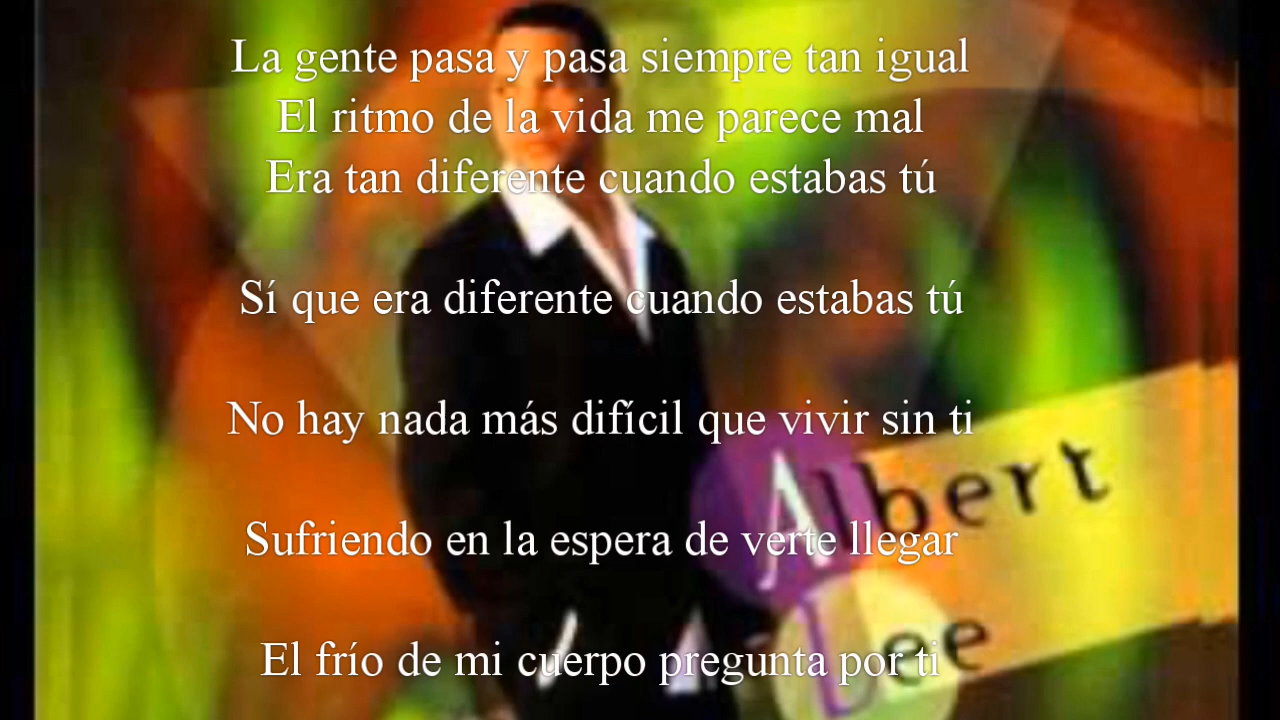 La gente pasa y pasa siempre tan igual
El ritmo de la vida me parece mal
Era tan diferente cuando estabas tú
Sí que era diferente cuando estabas tú
No hay nada más difícil que vivir sin ti
Albert
Sufriendo en la espera de verte llegar
Lee
El frío de mi cuerpo pregunta por ti